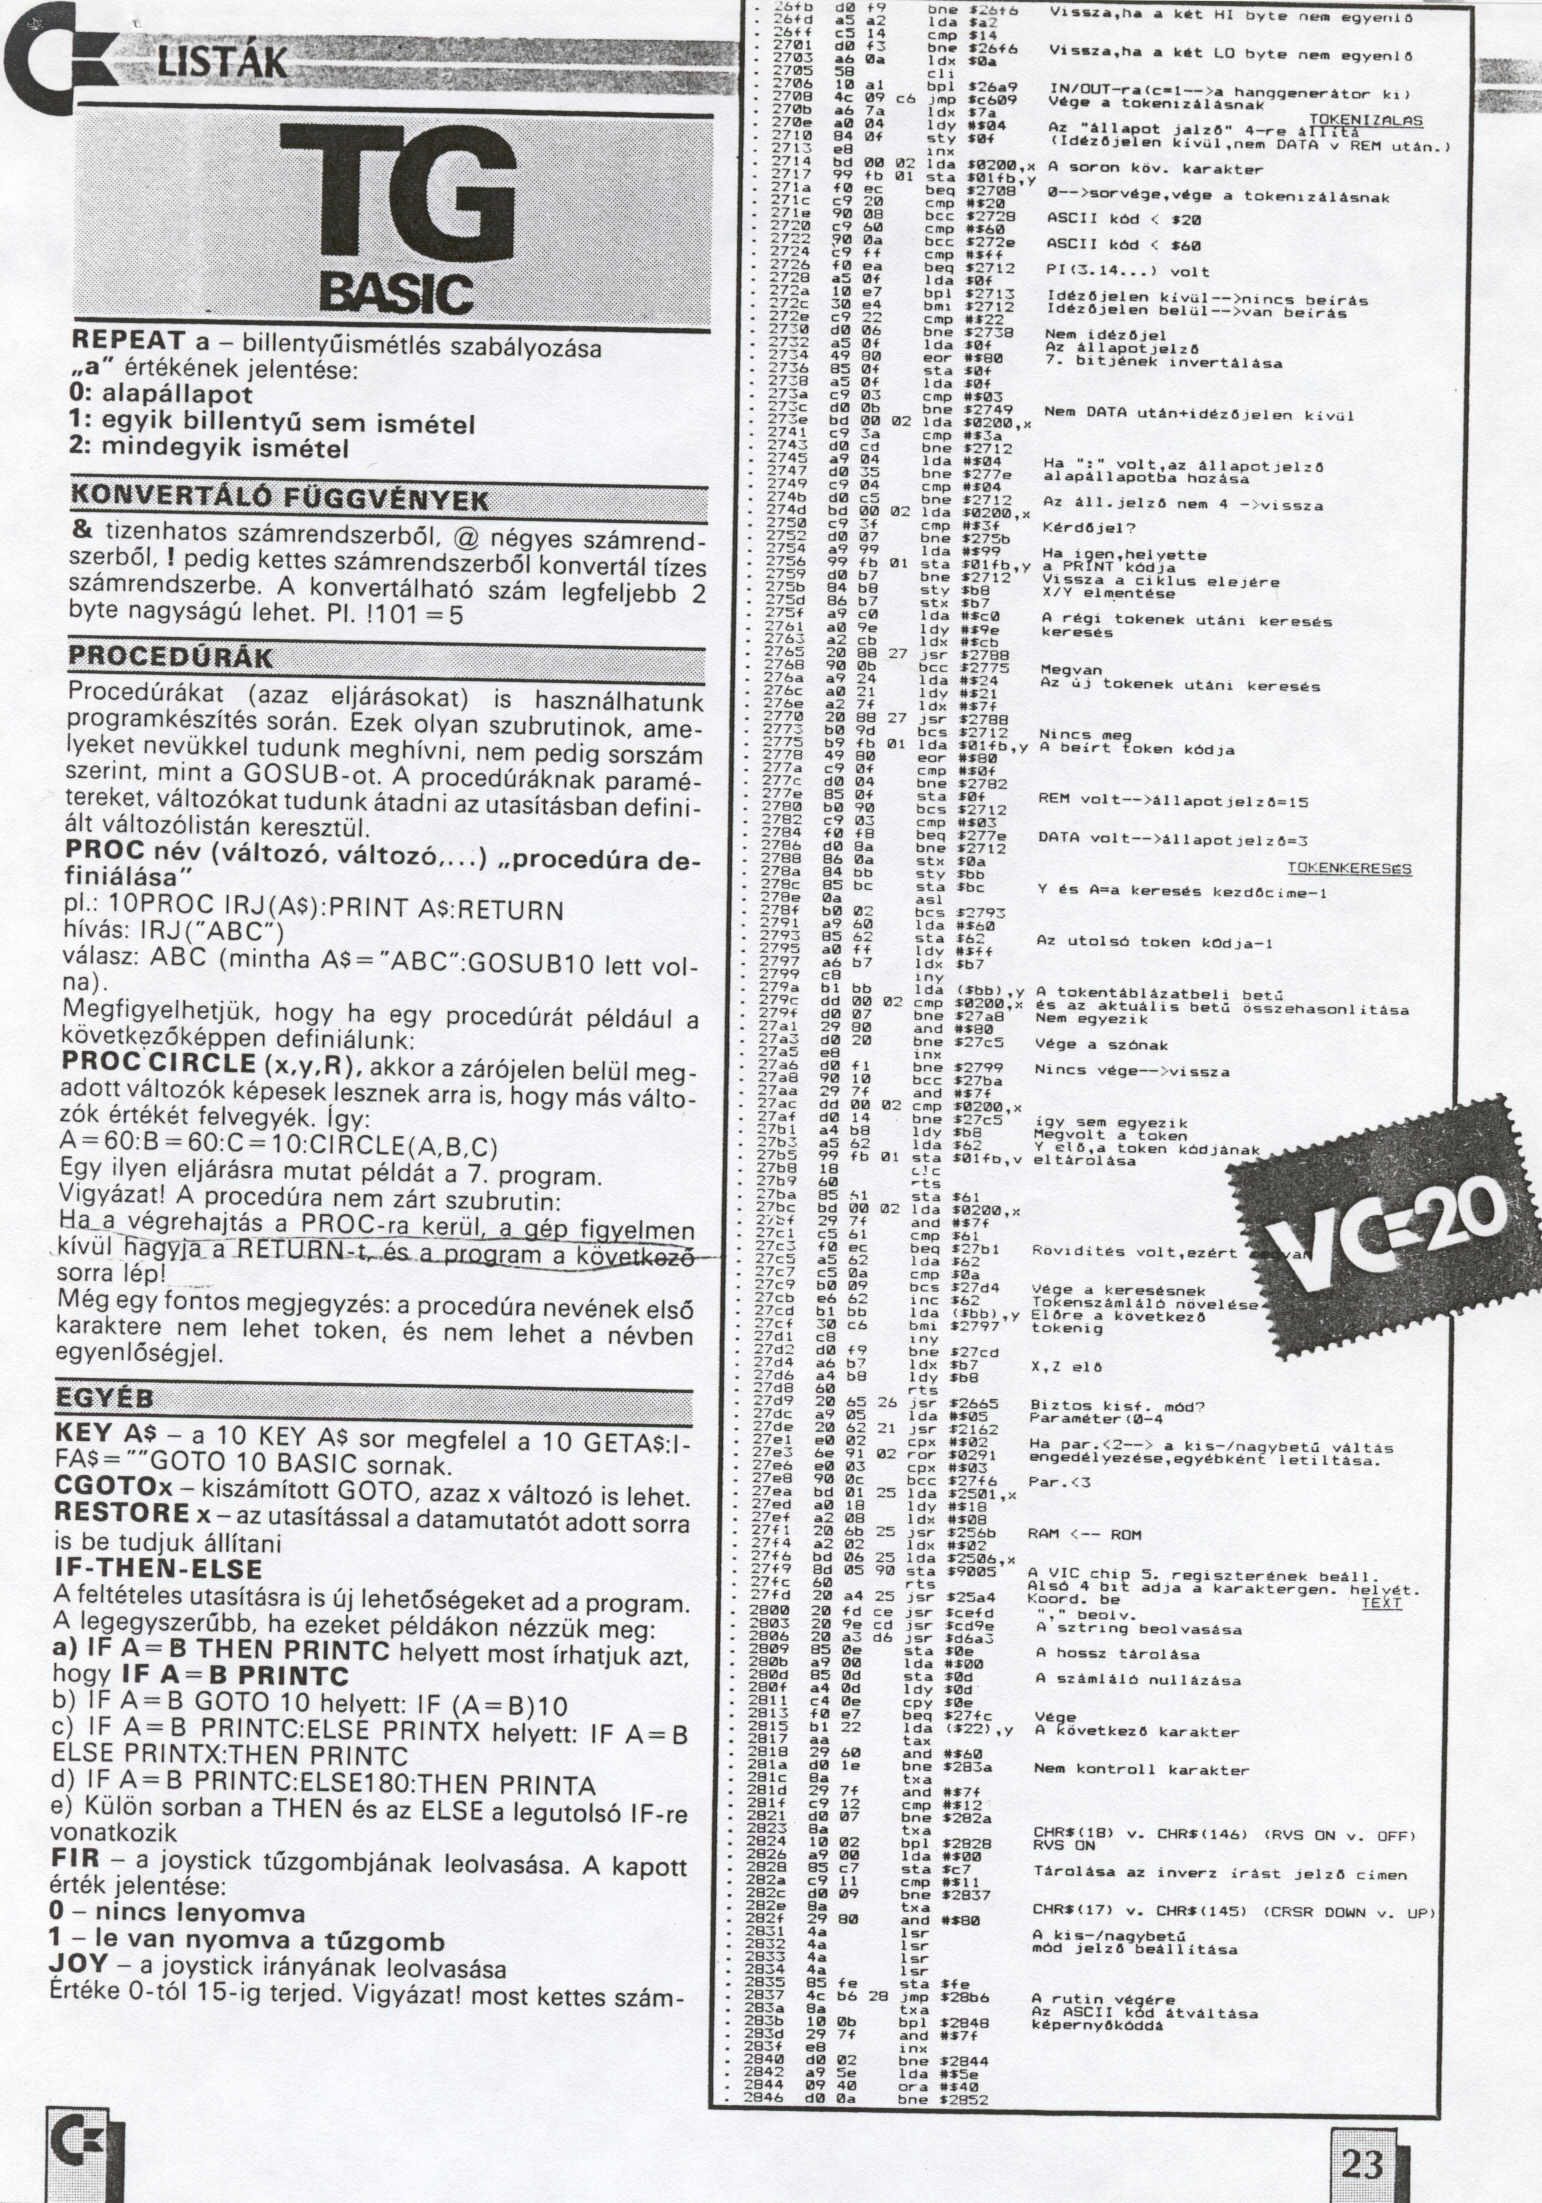 LISTÁK
TG
BASIC
REPEAT a – billentyűismétlés szabályozása
„a” értékének jelentése:
0: alapállapot
1: egyik billentyű sem ismétel
2: mindegyik ismétel
KONVERTÁLÓ FÜGGVÉNYEK
& tizenhatos számrendszerből, @ négyes számrend-
szerből, ! pedig kettes számrendszerből konvertál tízes
számrendszerbe. A konvertálható szám legfeljebb 2
byte nagyságú lehet. Pl. !101 = 5
PROCEDÚRÁK
Procedúrákat (azaz eljárásokat) is használhatunk
programkészítés során. Ezek olyan szubrutinok, ame-
lyeket nevükkel tudunk meghívni, nem pedig sorszám
szerint, mint a GOSUB-ot. A procedúráknak paramé-
tereket, változókat tudunk átadni az utasításban defini-
ált változólistán keresztül.
PROC név (változó, változó,...) „procedúra de-
finiálása”
pl.: 10PROC IRJ(A$):PRINT A$:RETURN
hívás: IRJ("ABC")
válasz: ABC (mintha A$ = "ABC":GOSUB10 lett vol-
na).
Megfigyelhetjük, hogy ha egy procedúrát például a
következőképpen definiálunk:
PROC CIRCLE (x,y,R), akkor a zárójelen belül meg-
adott változók képesek lesznek arra is, hogy más válto-
zók értékét felvegyék. Így:
A = 60:B = 60:C = 10:CIRCLE(A,B,C)
Egy ilyen eljárásra mutat példát a 7. program.
Vigyázat! A procedúra nem zárt szubrutin:
Ha a végrehajtás a PROC-ra kerül, a gép figyelmen
kívül hagyja a RETURN-t, és a program a következő
sorra lép!
Még egy fontos megjegyzés: a procedúra nevének első
karaktere nem lehet token, és nem lehet a névben
egyenlőségjel.
EGYÉB
KEY A$ – a 10 KEY A$ sor megfelel a 10 GETA$:I-
FA$ = ""GOTO 10 BASIC sornak.
CGOTOx – kiszámított GOTO, azaz x változó is lehet.
RESTORE x – az utasítással a datamutatót adott sorra
is be tudjuk állítani
IF-THEN-ELSE
A feltételes utasításra is új lehetőségeket ad a program.
A legegyszerűbb, ha ezeket példákon nézzük meg:
a) IF A = B THEN PRINTC helyett most írhatjuk azt,
hogy IF A = B PRINTC
b) IF A = B GOTO 10 helyett: IF (A = B)10
c) IF A = B PRINTC:ELSE PRINTX helyett: IF A = B
ELSE PRINTX:THEN PRINTC
d) IF A = B PRINTC:ELSE180:THEN PRINTA
e) Külön sorban a THEN és az ELSE a legutolsó IF-re
vonatkozik
FIR – a joystick tűzgombjának leolvasása. A kapott
érték jelentése:
0 – nincs lenyomva
1 – le van nyomva a tűzgomb
JOY – a joystick irányának leolvasása
Értéke 0-tól 15-ig terjed. Vigyázat! most kettes szám-
. 26fb d0 f9 bne $26f6 Vissza,ha a két HI byte nem egyenlő
. 26fd a5 a2 lda $a2
. 26ff c5 14 cmp $14
. 2701 d0 f3 bne $26f6 Vissza,ha a két LO byte nem egyenlő
. 2703 a6 0a ldx $0a
. 2705 58 cli
. 2706 10 a1 bpl $26a9 IN/OUT-ra(c=1-->a hanggenerátor ki)
. 2708 4c 09 c6 jmp $c609 Vége a tokenizálásnak
. 270b a6 7a ldx $7a TOKENIZALAS
. 270e a0 04 ldy #$04 Az "állapot jalző" 4-re állítá
. 2710 84 0f sty $0f (Idézőjelen kívül,nem DATA v REM után.)
. 2713 e8 inx
. 2714 bd 00 02 lda $0200,x A soron köv. karakter
. 2717 99 fb 01 sta $01fb,y
. 271a f0 ec beq $2708 0-->sorvége,vége a tokenizálásnak
. 271c c9 20 cmp #$20
. 271e 90 08 bcc $2728 ASCII kód < $20
. 2720 c9 60 cmp #$60
. 2722 90 0a bcc $272e ASCII kód < $60
. 2724 c9 ff cmp #$ff
. 2726 f0 ea beq $2712 PI(3.14...) volt
. 2728 a5 0f lda $0f
. 272a 10 e7 bpl $2713 Idézőjelen kívül-->nincs beírás
. 272c 30 e4 bmi $2712 Idézőjelen belül-->van beírás
. 272e c9 22 cmp #$22
. 2730 d0 06 bne $2738 Nem idézőjel
. 2732 a5 0f lda $0f Az állapotjelző
. 2734 49 80 eor #$80 7. bitjének invertálása
. 2736 85 0f sta $0f
. 2738 a5 0f lda $0f
. 273a c9 03 cmp #$03
. 273c d0 0b bne $2749 Nem DATA után+idézőjelen kívül
. 273e bd 00 02 lda $0200,x
. 2741 c9 3a cmp #$3a
. 2743 d0 cd bne $2712
. 2745 a9 04 lda #$04 Ha ":" volt,az állapotjelző
. 2747 d0 35 bne $277e alapállapotba hozása
. 2749 c9 04 cmp #$04
. 274b d0 c5 bne $2712 Az áll.jelző nem 4 ->vissza
. 274d bd 00 02 lda $0200,x
. 2750 c9 3f cmp #$3f Kérdőjel?
. 2752 d0 07 bne $275b
. 2754 a9 99 lda #$99 Ha igen,helyette
. 2756 99 fb 01 sta $01fb,y a PRINT kódja
. 2759 d0 b7 bne $2712 Vissza a ciklus elejére
. 275b 84 b8 sty $b8 X/Y elmentése
. 275d 86 b7 stx $b7
. 275f a9 c0 lda #$c0 A régi tokenek utáni keresés
. 2761 a0 9e ldy #$9e keresés
. 2763 a2 cb ldx #$cb
. 2765 20 88 27 jsr $2788
. 2768 90 0b bcc $2775 Megvan
. 276a a9 24 lda #$24 Az új tokenek utáni keresés
. 276c a0 21 ldy #$21
. 276e a2 7f ldx #$7f
. 2770 20 88 27 jsr $2788
. 2773 b0 9d bcs $2712 Nincs meg
. 2775 b9 fb 01 lda $01fb,y A beírt token kódja
. 2778 49 80 eor #$80
. 277a c9 0f cmp #$0f
. 277c d0 04 bne $2782
. 277e 85 0f sta $0f REM volt-->állapotjelző=15
. 2780 b0 90 bcs $2712
. 2782 c9 03 cmp #$03
. 2784 f0 f8 beq $277e DATA volt-->állapotjelző=3
. 2786 d0 8a bne $2712
. 2788 86 0a stx $0a TOKENKERESÉS
. 278a 84 bb sty $bb
. 278c 85 bc sta $bc Y és A=a keresés kezdőcime-1
. 278e 0a asl
. 278f b0 02 bcs $2793
. 2791 a9 60 lda #$60
. 2793 85 62 sta $62 Az utolsó token kódja-1
. 2795 a0 ff ldy #$ff
. 2797 a6 b7 ldx $b7
. 2799 c8 iny
. 279a b1 bb lda ($bb),y A tokentáblázatbeli betű
. 279c dd 00 02 cmp $0200,x és az aktuális betű összehasonlítása
. 279f d0 07 bne $27a8 Nem egyezik
. 27a1 29 80 and #$80
. 27a3 d0 20 bne $27c5 Vége a szónak
. 27a5 e8 inx
. 27a6 d0 f1 bne $2799 Nincs vége-->vissza
. 27a8 90 10 bcc $27ba
. 27aa 29 7f and #$7f
. 27ac dd 00 02 cmp $0200,x
. 27af d0 14 bne $27c5 így sem egyezik
. 27b1 a4 b8 ldy $b8 Megvolt a token
. 27b3 a5 62 lda $62 Y elő,a token kódjának
. 27b5 99 fb 01 sta $01fb,y eltárolása
. 27b8 18 clc
. 27b9 60 rts
. 27ba 85 61 sta $61
. 27bc bd 00 02 lda $0200,x
. 27bf 29 7f and #$7f
. 27c1 c5 61 cmp $61
. 27c3 f0 ec beq $27b1 Rövidítés volt,ezért
. 27c5 a5 62 lda $62
. 27c7 c5 0a cmp $0a
. 27c9 b0 09 bcs $27d4 Vége a keresésnek
. 27cb e6 62 inc $62 Tokenszámláló növelése
. 27cd b1 bb lda ($bb),y Előre a következő
. 27cf 30 c6 bmi $2797 tokenig
. 27d1 c8 iny
. 27d2 d0 f9 bne $27cd
. 27d4 a6 b7 ldx $b7 X,Z elő
. 27d6 a4 b8 ldy $b8
. 27d8 60 rts
. 27d9 20 65 26 jsr $2665 Biztos kisf. mód?
. 27dc a9 05 lda #$05 Paraméter(0-4
. 27de 20 62 21 jsr $2162
. 27e1 e0 02 cpx #$02 Ha par.<2--> a kis-/nagybetű váltás
. 27e3 6e 91 02 ror $0291 engedélyezése,egyébként letiltása.
. 27e6 e0 03 cpx #$03
. 27e8 90 0c bcc $27f6 Par.<3
. 27ea bd 01 25 lda $2501,x
. 27ed a0 18 ldy #$18
. 27ef a2 08 ldx #$08
. 27f1 20 6b 25 jsr $256b RAM <-- ROM
. 27f4 a2 02 ldx #$02
. 27f6 bd 06 25 lda $2506,x
. 27f9 8d 05 90 sta $9005 A VIC chip 5. regiszterének beáll.
. 27fc 60 rts Alsó 4 bit adja a karaktergen. helyét.
. 27fd 20 a4 25 jsr $25a4 Koord. be TEXT
. 2800 20 fd ce jsr $cefd "," beolv.
. 2803 20 9e cd jsr $cd9e A sztring beolvasása
. 2806 20 a3 d6 jsr $d6a3
. 2809 85 0e sta $0e A hossz tárolása
. 280b a9 00 lda #$00
. 280d 85 0d sta $0d A számláló nullázása
. 280f a4 0d ldy $0d
. 2811 c4 0e cpy $0e
. 2813 f0 e7 beq $27fc Vége
. 2815 b1 22 lda ($22),y A következő karakter
. 2817 aa tax
. 2818 29 60 and #$60
. 281a d0 1e bne $283a Nem kontroll karakter
. 281c 8a txa
. 281d 29 7f and #$7f
. 281f c9 12 cmp #$12
. 2821 d0 07 bne $282a
. 2823 8a txa CHR$(18) v. CHR$(146) (RVS ON v. OFF)
. 2824 10 02 bpl $2828 RVS ON
. 2826 a9 00 lda #$00
. 2828 85 c7 sta $c7 Tárolása az inverz írást jelző címen
. 282a c9 11 cmp #$11
. 282c d0 09 bne $2837
. 282e 8a txa CHR$(17) v. CHR$(145) (CRSR DOWN v. UP)
. 282f 29 80 and #$80
. 2831 4a lsr A kis-/nagybetű
. 2832 4a lsr mód jelző beállítása
. 2833 4a lsr
. 2834 4a lsr
. 2835 85 fe sta $fe
. 2837 4c b6 28 jmp $28b6 A rutin végére
. 283a 8a txa Az ASCII kód átváltása
. 283b 10 0b bpl $2848 képernyőkóddá
. 283d 29 7f and #$7f
. 283f e8 inx
. 2840 d0 02 bne $2844
. 2842 a9 5e lda #$5e
. 2844 09 40 ora #$40
. 2846 d0 0a bne $2852
VC=20
23